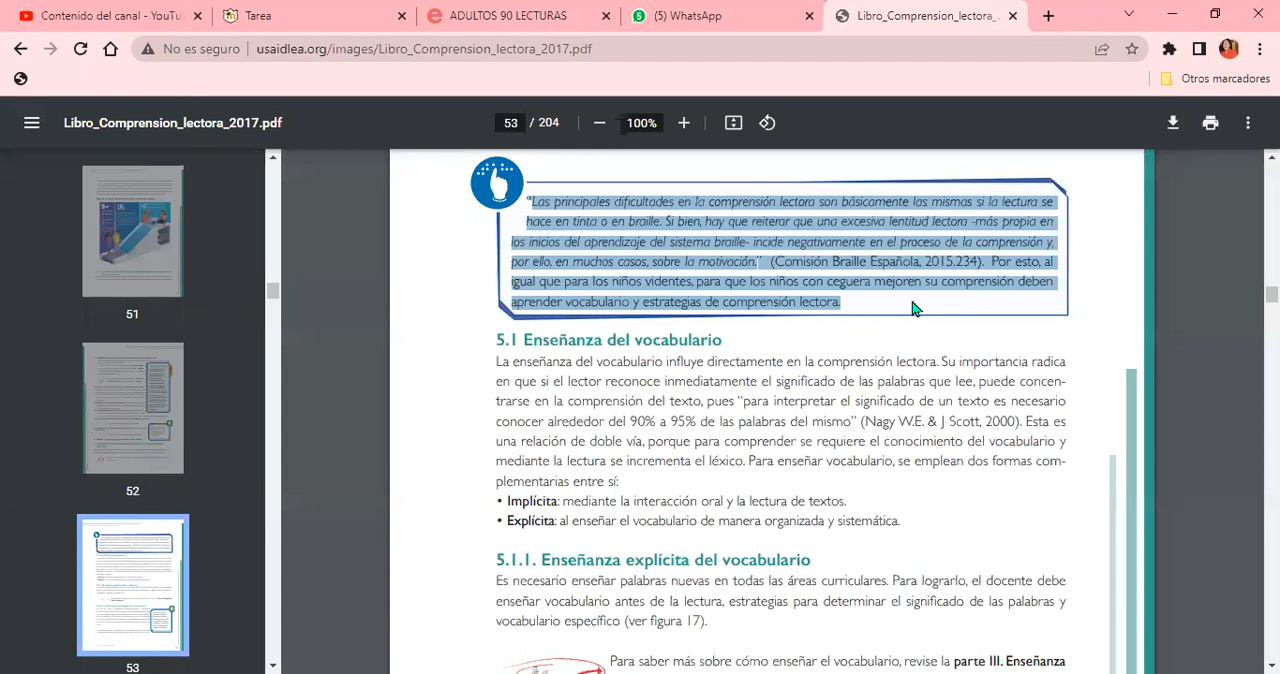 Contenido del canal - YouTu
Tarea
ADULTOS 90 LECTURAS
(5) WhatsApp
Libro_Comprension_lectora_
No es seguro
usaidlea.org/images/Libro_Comprension_lectora_2017.pdf
Otros marcadores
Libro_Comprension_lectora_2017.pdf
53 / 204
100%
51
52
53
"Las principales dificultades en la comprensión lectora son básicamente las mismas si la lectura se
hace en tinta o en braille. Si bien, hay que reiterar que una excesiva lentitud lectora -más propia en
los inicios del aprendizaje del sistema braille- incide negativamente en el proceso de la comprensión y,
por ello, en muchos casos, sobre la motivación." (Comisión Braille Española, 2015.234). Por esto, al
igual que para los niños videntes, para que los niños con ceguera mejoren su comprensión deben
aprender vocabulario y estrategias de comprensión lectora.
5.1 Enseñanza del vocabulario
La enseñanza del vocabulario influye directamente en la comprensión lectora. Su importancia radica
en que si el lector reconoce inmediatamente el significado de las palabras que lee, puede concen-
trarse en la comprensión del texto, pues "para interpretar el significado de un texto es necesario
conocer alrededor del 90% a 95% de las palabras del mismo" (Nagy W.E. & J Scott, 2000). Esta es
una relación de doble vía, porque para comprender se requiere el conocimiento del vocabulario y
mediante la lectura se incrementa el léxico. Para enseñar vocabulario, se emplean dos formas com-
plementarias entre sí:
• Implícita: mediante la interacción oral y la lectura de textos.
• Explícita: al enseñar el vocabulario de manera organizada y sistemática.
5.1.1. Enseñanza explícita del vocabulario
Es necesario enseñar palabras nuevas en todas las áreas curriculares. Para lograrlo, el docente debe
enseñar vocabulario antes de la lectura, estrategias para determinar el significado de las palabras y
vocabulario específico (ver figura 17).
Para saber más sobre cómo enseñar el vocabulario, revise la parte III. Enseñanza